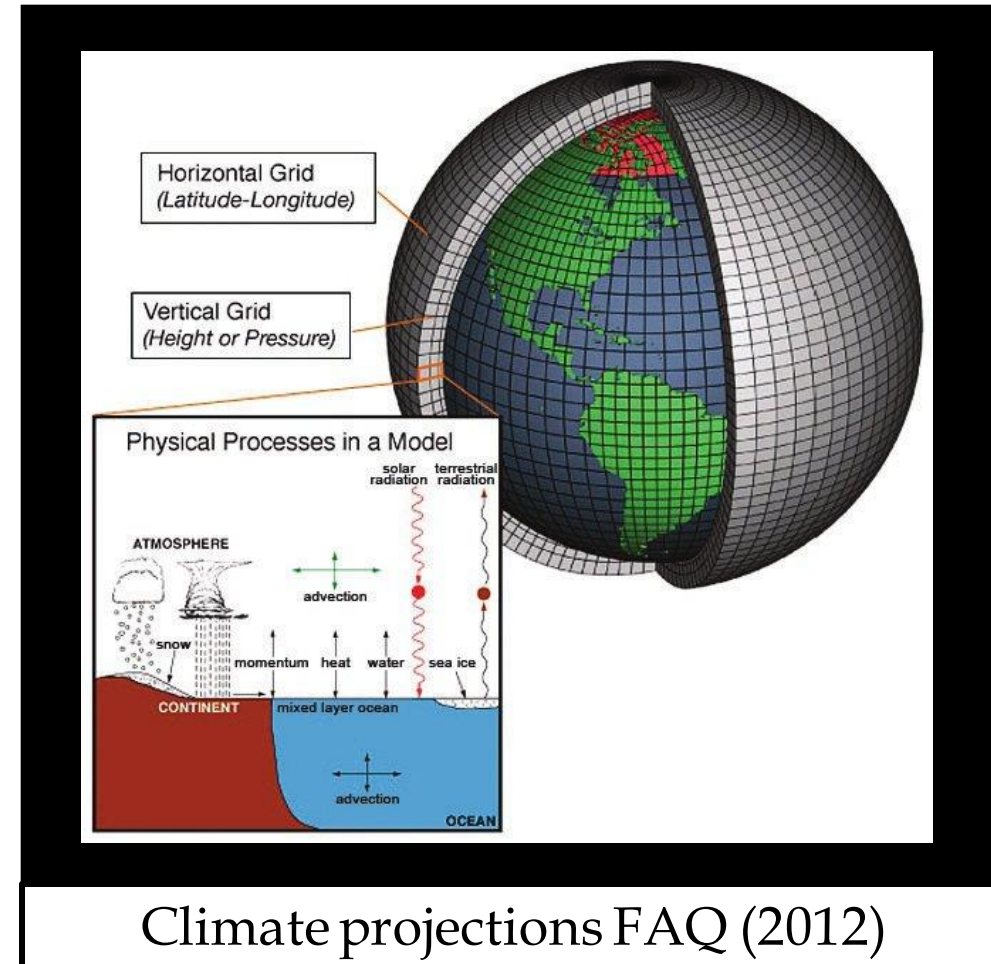 Horizontal Grid
(Latitude-Longitude)
Vertical Grid
(Height or Pressure)
Physical Processes in a Model
solar
radiation
terrestrial
radiation
ATMOSPHERE
advection
snow
momentum
heat
water
sea ice
CONTINENT
mixed layer ocean
advection
OCEAN
Climate projections FAQ (2012)